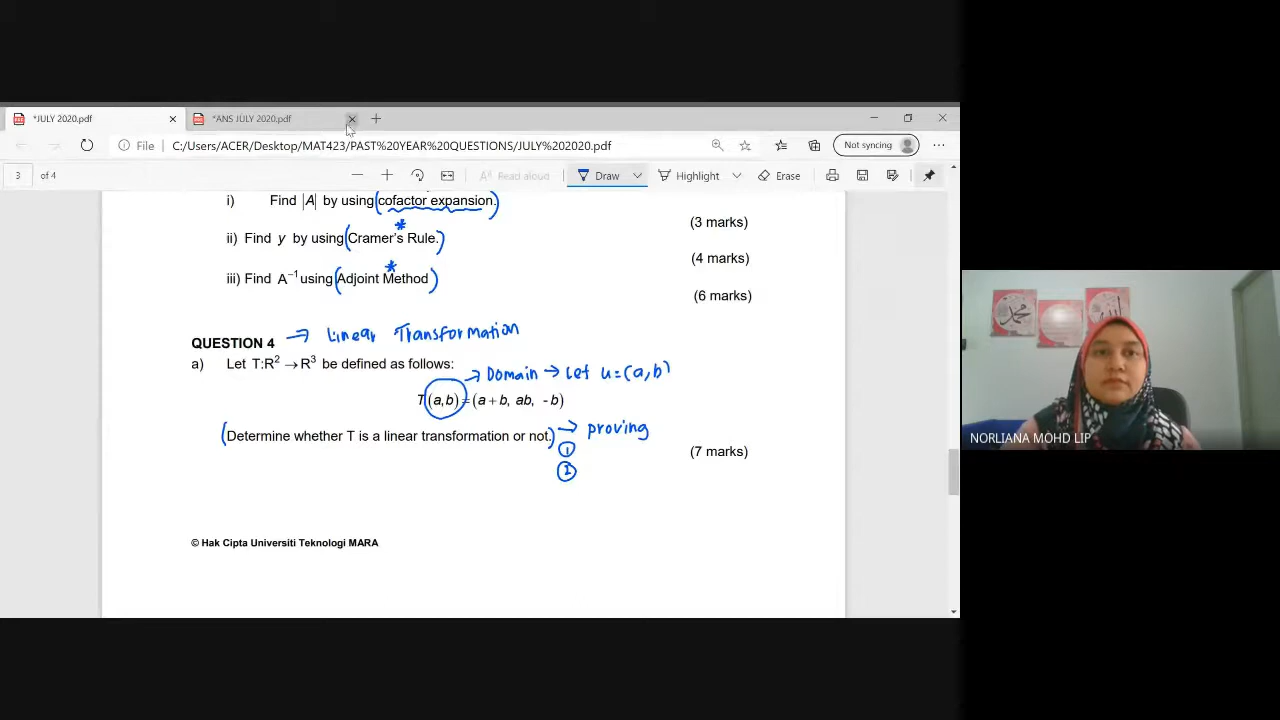 *JULY 2020.pdf
*ANS JULY 2020.pdf
File C:/Users/ACER/Desktop/MAT423/PAST%20YEAR%20QUESTIONS/JULY%202020.pdf Not syncing
3 of 4 Read aloud Draw Highlight Erase
i) Find |A| by using (cofactor expansion.)
(3 marks)
ii) Find y by using (Cramer's Rule.)
(4 marks)
iii) Find A⁻¹ using (Adjoint Method)
(6 marks)
QUESTION 4 → Linear Transformation
a) Let T:R² →R³ be defined as follows:
→ Domain → Let u=(a,b)
T(a,b)=(a+b, ab, -b)
(Determine whether T is a linear transformation or not.) → proving
(7 marks)
①
②
© Hak Cipta Universiti Teknologi MARA
NORLIANA MOHD LIP